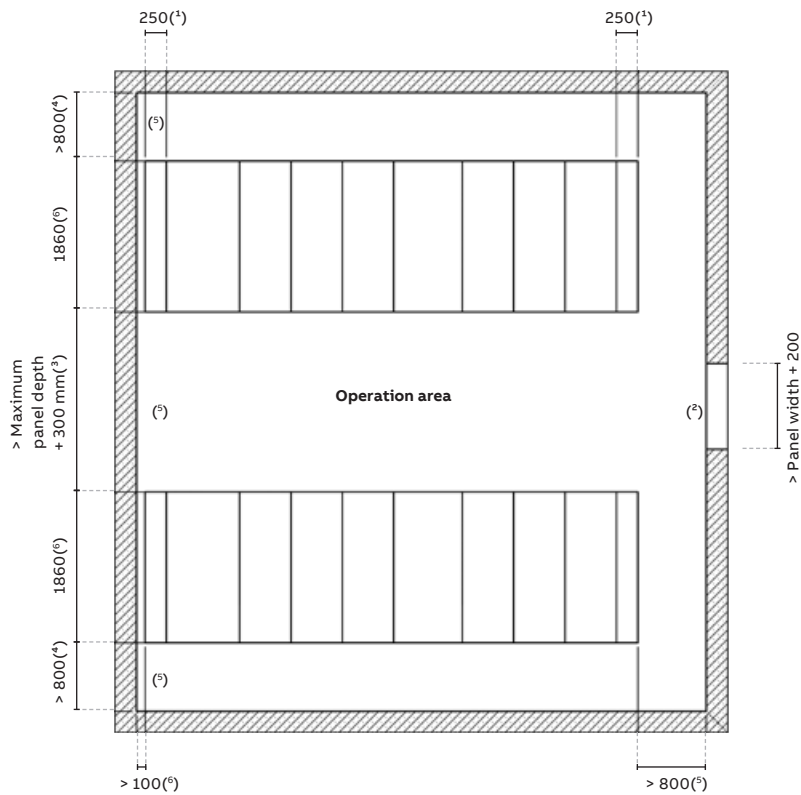 250(¹)
250(¹)
>800(⁴)
(⁵)
1860(⁶)
> Maximum
panel depth
+300 mm(³)
(⁵)
Operation area
(²)
> Panel width + 200
1860(⁶)
> 800(⁴)
(⁵)
> 100(⁶)
> 800(⁵)